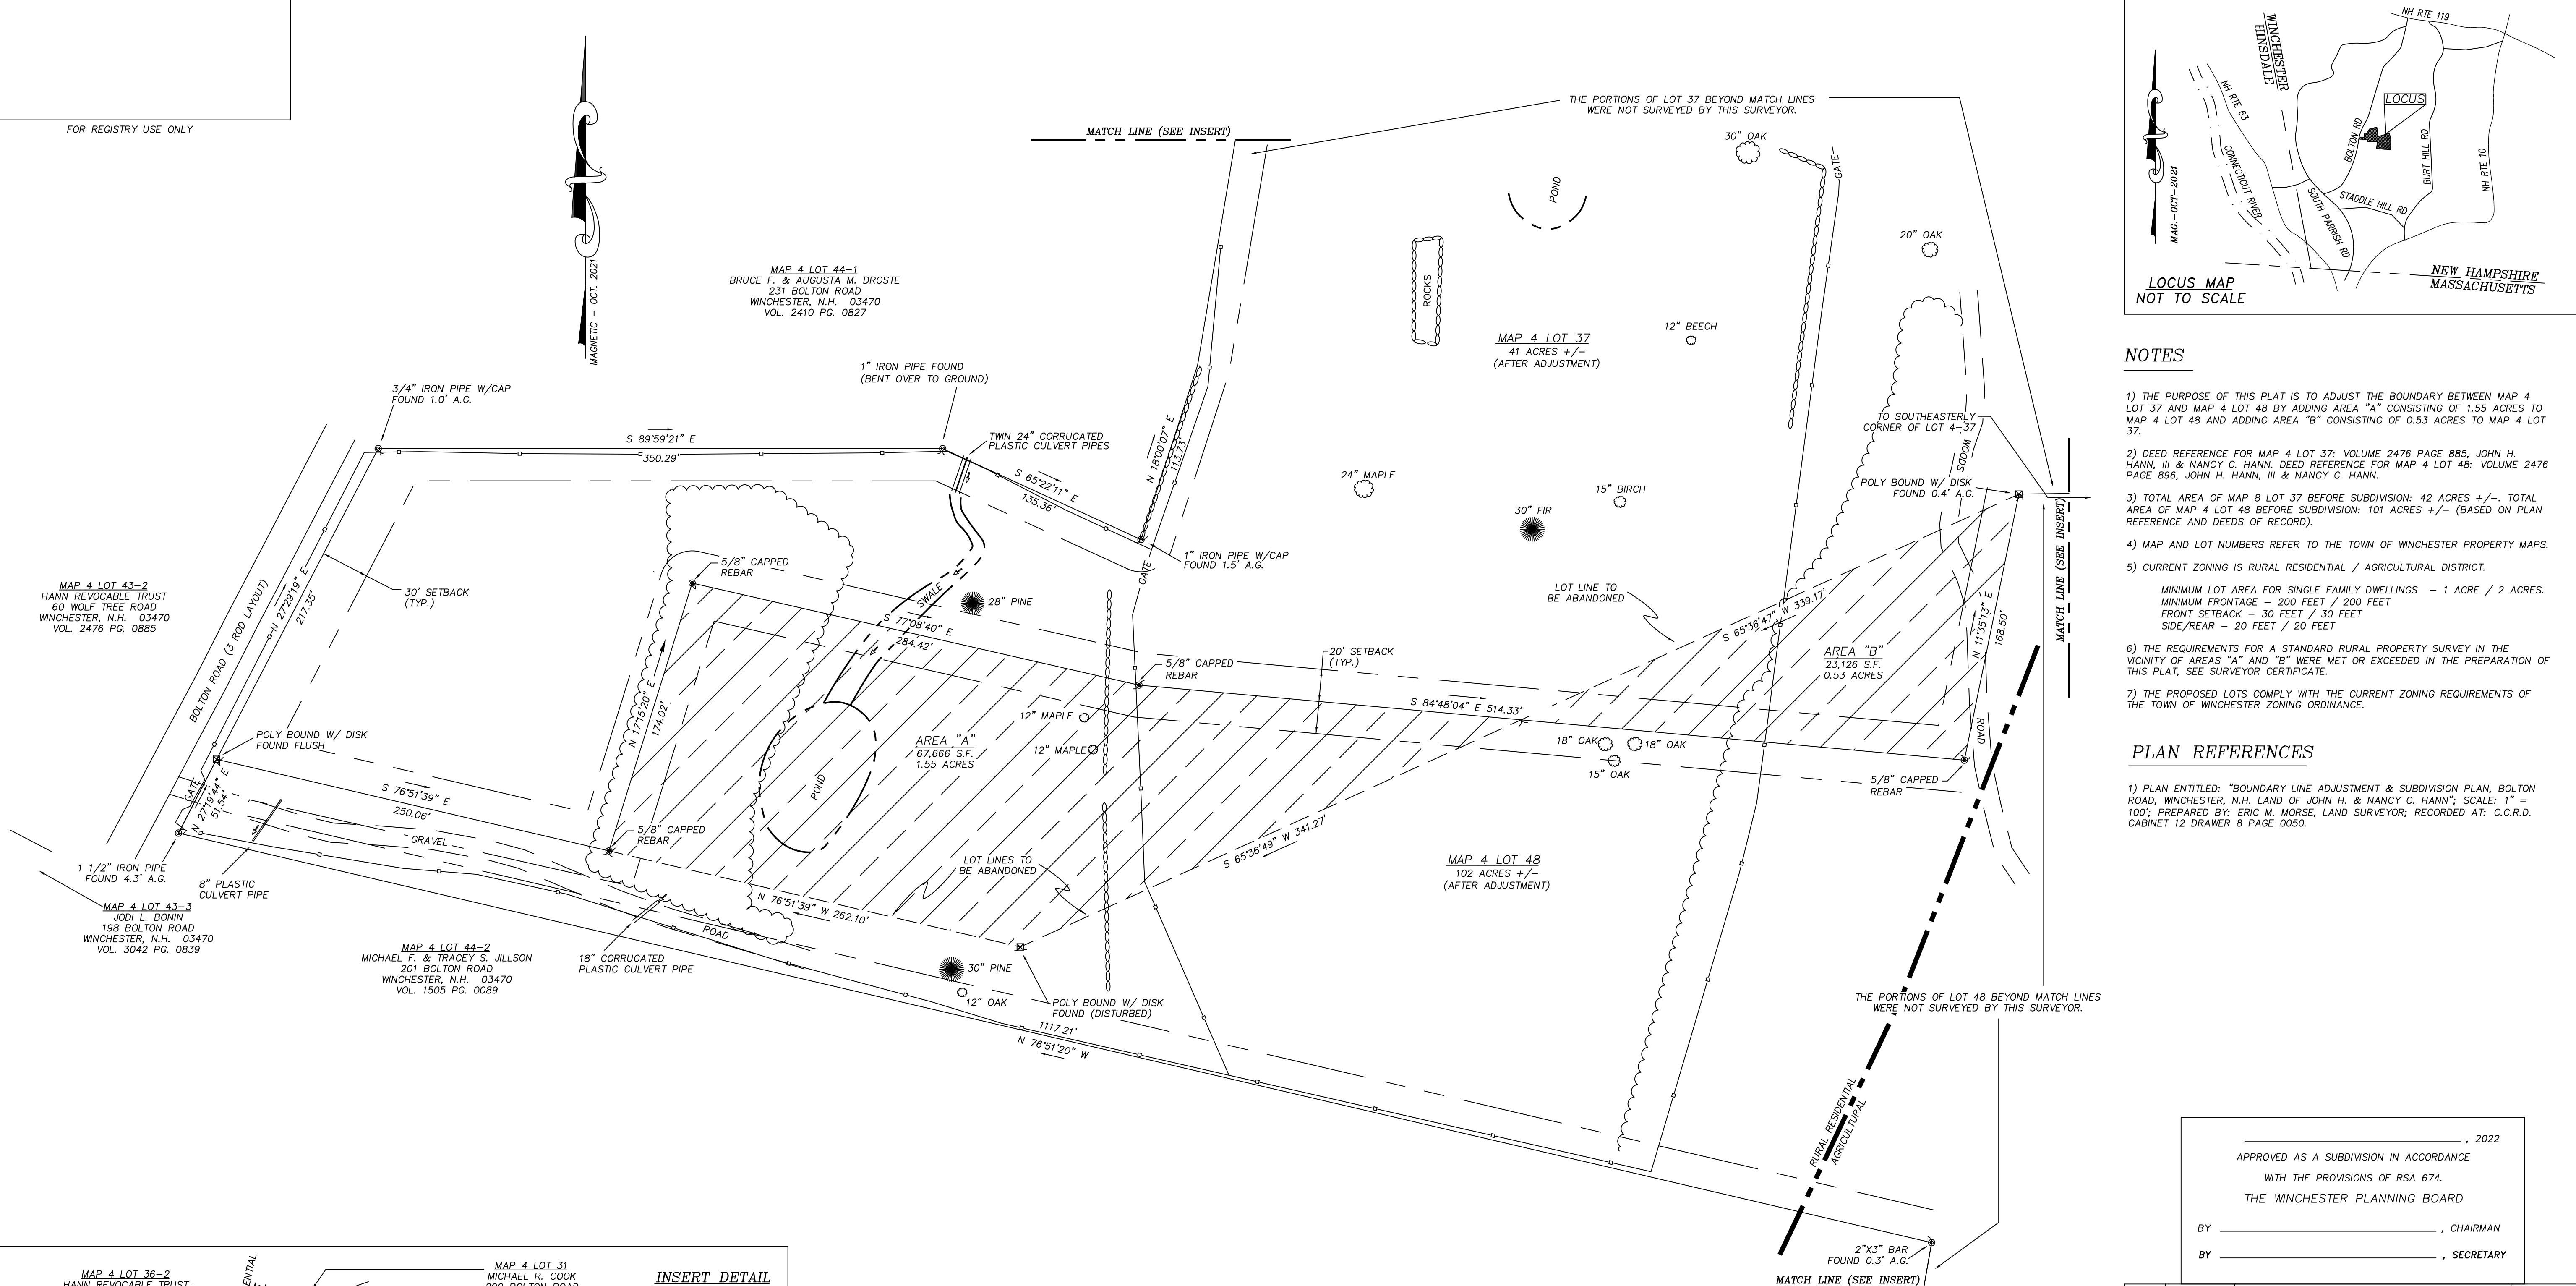 FOR REGISTRY USE ONLY
MAGNETIC - OCT. 2021
MATCH LINE (SEE INSERT)
THE PORTIONS OF LOT 37 BEYOND MATCH LINES
WERE NOT SURVEYED BY THIS SURVEYOR.
MAP 4 LOT 44-1
BRUCE F. & AUGUSTA M. DROSTE
231 BOLTON ROAD
WINCHESTER, N.H. 03470
VOL. 2410 PG. 0827
30" OAK
GATE
POND
20" OAK
ROCKS
12" BEECH
MAP 4 LOT 37
41 ACRES +/-
(AFTER ADJUSTMENT)
3/4" IRON PIPE W/CAP
FOUND 1.0' A.G.
1" IRON PIPE FOUND
(BENT OVER TO GROUND)
S 89°59'21" E
350.29'
TWIN 24" CORRUGATED
PLASTIC CULVERT PIPES
S 65°22'11" E
135.36'
N 18°00'07" E
113.73'
1" IRON PIPE W/CAP
FOUND 1.5' A.G.
GATE
24" MAPLE
15" BIRCH
30" FIR
TO SOUTHEASTERLY
CORNER OF LOT 4-37
WOODS
POLY BOUND W/ DISK
FOUND 0.4' A.G.
MATCH LINE (SEE INSERT)
MAP 4 LOT 43-2
HANN REVOCABLE TRUST
60 WOLF TREE ROAD
WINCHESTER, N.H. 03470
VOL. 2476 PG. 0885
BOLTON ROAD (3 ROD LAYOUT)
N 27°29'19" E
217.35'
30' SETBACK
(TYP.)
5/8" CAPPED
REBAR
SWALE
28" PINE
S 77°08'40" E
284.42'
5/8" CAPPED
REBAR
LOT LINE TO
BE ABANDONED
S 65°36'47" W 339.17'
N 11°35'13" E
168.50'
AREA "B"
23,126 S.F.
0.53 ACRES
20' SETBACK
(TYP.)
S 84°48'04" E 514.33'
N 17°15'20" E
174.02'
12" MAPLE
12" MAPLE
AREA "A"
67,666 S.F.
1.55 ACRES
POND
18" OAK
18" OAK
15" OAK
ROAD
5/8" CAPPED
REBAR
POLY BOUND W/ DISK
FOUND FLUSH
GATE
N 27°19'44" E
51.54'
S 76°51'39" E
250.06'
GRAVEL
5/8" CAPPED
REBAR
1 1/2" IRON PIPE
FOUND 4.3' A.G.
8" PLASTIC
CULVERT PIPE
MAP 4 LOT 43-3
JODI L. BONIN
198 BOLTON ROAD
WINCHESTER, N.H. 03470
VOL. 3042 PG. 0839
MAP 4 LOT 44-2
MICHAEL F. & TRACEY S. JILLSON
201 BOLTON ROAD
WINCHESTER, N.H. 03470
VOL. 1505 PG. 0089
18" CORRUGATED
PLASTIC CULVERT PIPE
ROAD
N 76°51'39" W 262.10'
LOT LINES TO
BE ABANDONED
S 65°36'49" W 341.27'
30" PINE
12" OAK
POLY BOUND W/ DISK
FOUND (DISTURBED)
1117.21'
N 76°51'20" W
MAP 4 LOT 48
102 ACRES +/-
(AFTER ADJUSTMENT)
THE PORTIONS OF LOT 48 BEYOND MATCH LINES
WERE NOT SURVEYED BY THIS SURVEYOR.
RURAL RESIDENTIAL
AGRICULTURAL
2"X3" BAR
FOUND 0.3' A.G.
MATCH LINE (SEE INSERT)
MAP 4 LOT 36-2
HANN REVOCABLE TRUST
MAP 4 LOT 31
MICHAEL R. COOK
INSERT DETAIL
WINCHESTER
HINSDALE
NH RTE 119
NH RTE 63
LOCUS
BOLTON RD
BURT HILL RD
NH RTE 10
CONNECTICUT RIVER
SOUTH PARRISH RD
STADDLE HILL RD
MAG.-OCT-2021
LOCUS MAP
NOT TO SCALE
NEW HAMPSHIRE
MASSACHUSETTS
NOTES
1) THE PURPOSE OF THIS PLAT IS TO ADJUST THE BOUNDARY BETWEEN MAP 4
LOT 37 AND MAP 4 LOT 48 BY ADDING AREA "A" CONSISTING OF 1.55 ACRES TO
MAP 4 LOT 48 AND ADDING AREA "B" CONSISTING OF 0.53 ACRES TO MAP 4 LOT
37.
2) DEED REFERENCE FOR MAP 4 LOT 37: VOLUME 2476 PAGE 885, JOHN H.
HANN, III & NANCY C. HANN. DEED REFERENCE FOR MAP 4 LOT 48: VOLUME 2476
PAGE 896, JOHN H. HANN, III & NANCY C. HANN.
3) TOTAL AREA OF MAP 8 LOT 37 BEFORE SUBDIVISION: 42 ACRES +/-. TOTAL
AREA OF MAP 4 LOT 48 BEFORE SUBDIVISION: 101 ACRES +/- (BASED ON PLAN
REFERENCE AND DEEDS OF RECORD).
4) MAP AND LOT NUMBERS REFER TO THE TOWN OF WINCHESTER PROPERTY MAPS.
5) CURRENT ZONING IS RURAL RESIDENTIAL / AGRICULTURAL DISTRICT.
MINIMUM LOT AREA FOR SINGLE FAMILY DWELLINGS - 1 ACRE / 2 ACRES.
MINIMUM FRONTAGE - 200 FEET / 200 FEET
FRONT SETBACK - 30 FEET / 30 FEET
SIDE/REAR - 20 FEET / 20 FEET
6) THE REQUIREMENTS FOR A STANDARD RURAL PROPERTY SURVEY IN THE
VICINITY OF AREAS "A" AND "B" WERE MET OR EXCEEDED IN THE PREPARATION OF
THIS PLAT, SEE SURVEYOR CERTIFICATE.
7) THE PROPOSED LOTS COMPLY WITH THE CURRENT ZONING REQUIREMENTS OF
THE TOWN OF WINCHESTER ZONING ORDINANCE.
PLAN REFERENCES
1) PLAN ENTITLED: "BOUNDARY LINE ADJUSTMENT & SUBDIVISION PLAN, BOLTON
ROAD, WINCHESTER, N.H. LAND OF JOHN H. & NANCY C. HANN"; SCALE: 1" =
100'; PREPARED BY: ERIC M. MORSE, LAND SURVEYOR; RECORDED AT: C.C.R.D.
CABINET 12 DRAWER 8 PAGE 0050.
, 2022
APPROVED AS A SUBDIVISION IN ACCORDANCE
WITH THE PROVISIONS OF RSA 674.
THE WINCHESTER PLANNING BOARD
BY , CHAIRMAN
BY , SECRETARY